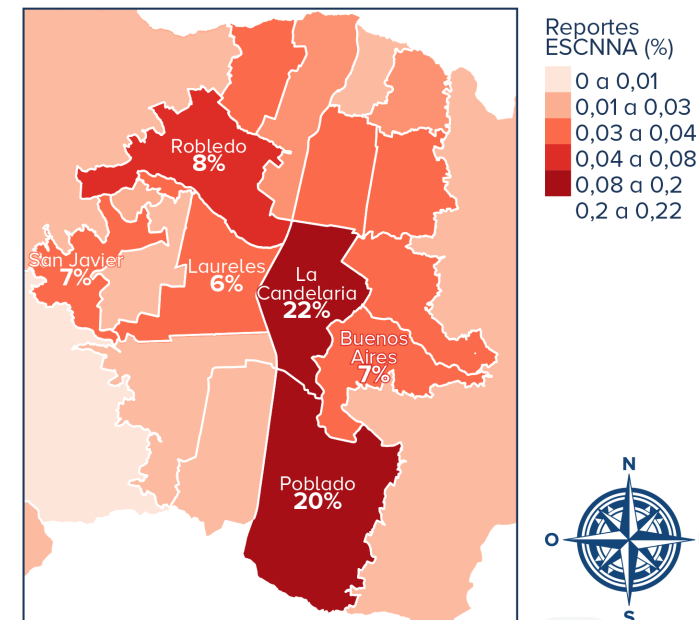 Reportes
ESCNNA (%)
0 a 0,01
0,01 a 0,03
0,03 a 0,04
0,04 a 0,08
0,08 a 0,2
0,2 a 0,22
Robledo
8%
San Javier
7%
Laureles
6%
La
Candelaria
22%
Buenos
Aires
7%
Poblado
20%
N
O
S